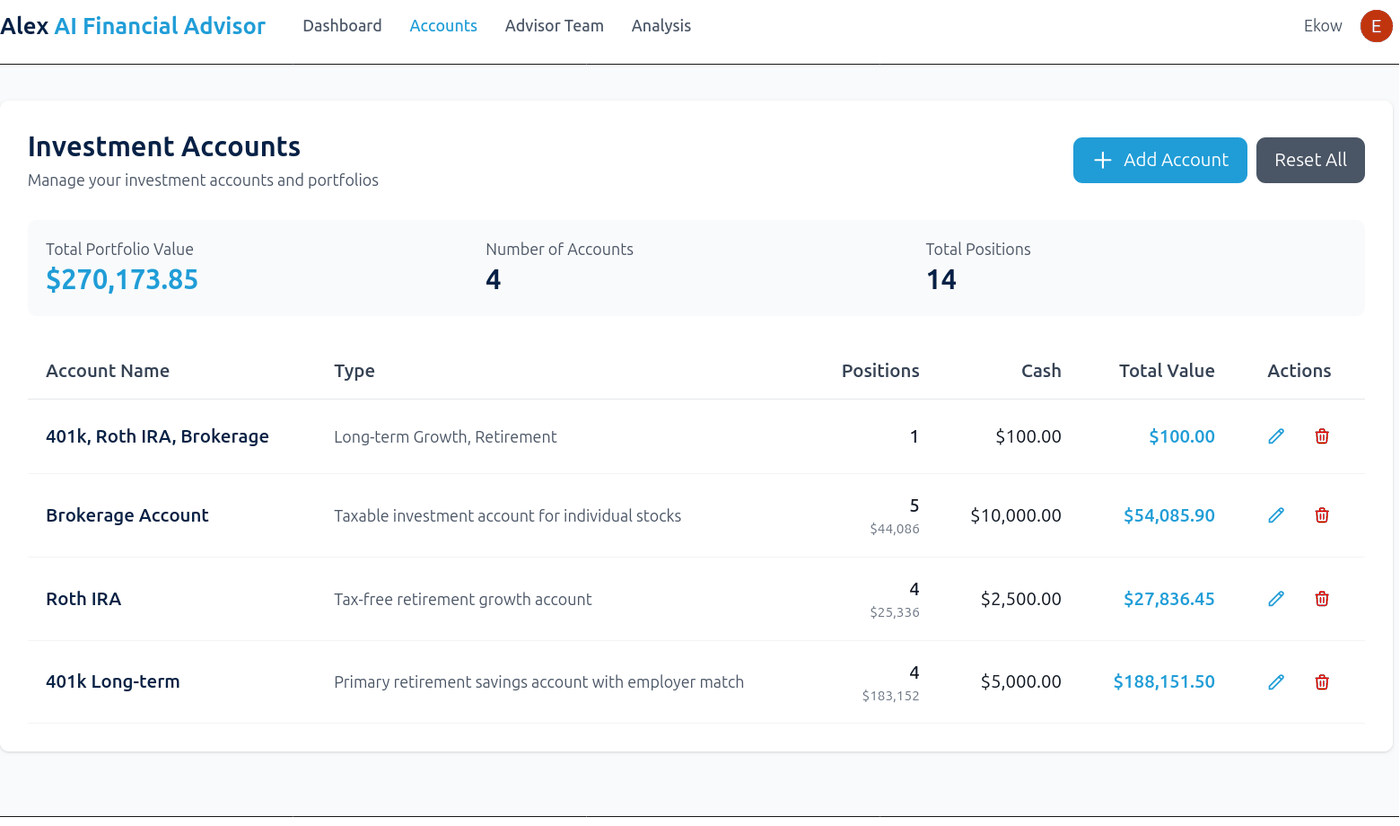 Alex AI Financial Advisor Dashboard Accounts Advisor Team Analysis Ekow E
Investment Accounts
Manage your investment accounts and portfolios
+ Add Account Reset All
Total Portfolio Value Number of Accounts Total Positions
$270,173.85 4 14
Account Name Type Positions Cash Total Value Actions
401k, Roth IRA, Brokerage Long-term Growth, Retirement 1 $100.00 $100.00
Brokerage Account Taxable investment account for individual stocks 5 $10,000.00 $54,085.90
$44,086
Roth IRA Tax-free retirement growth account 4 $2,500.00 $27,836.45
$25,336
401k Long-term Primary retirement savings account with employer match 4 $5,000.00 $188,151.50
$183,152